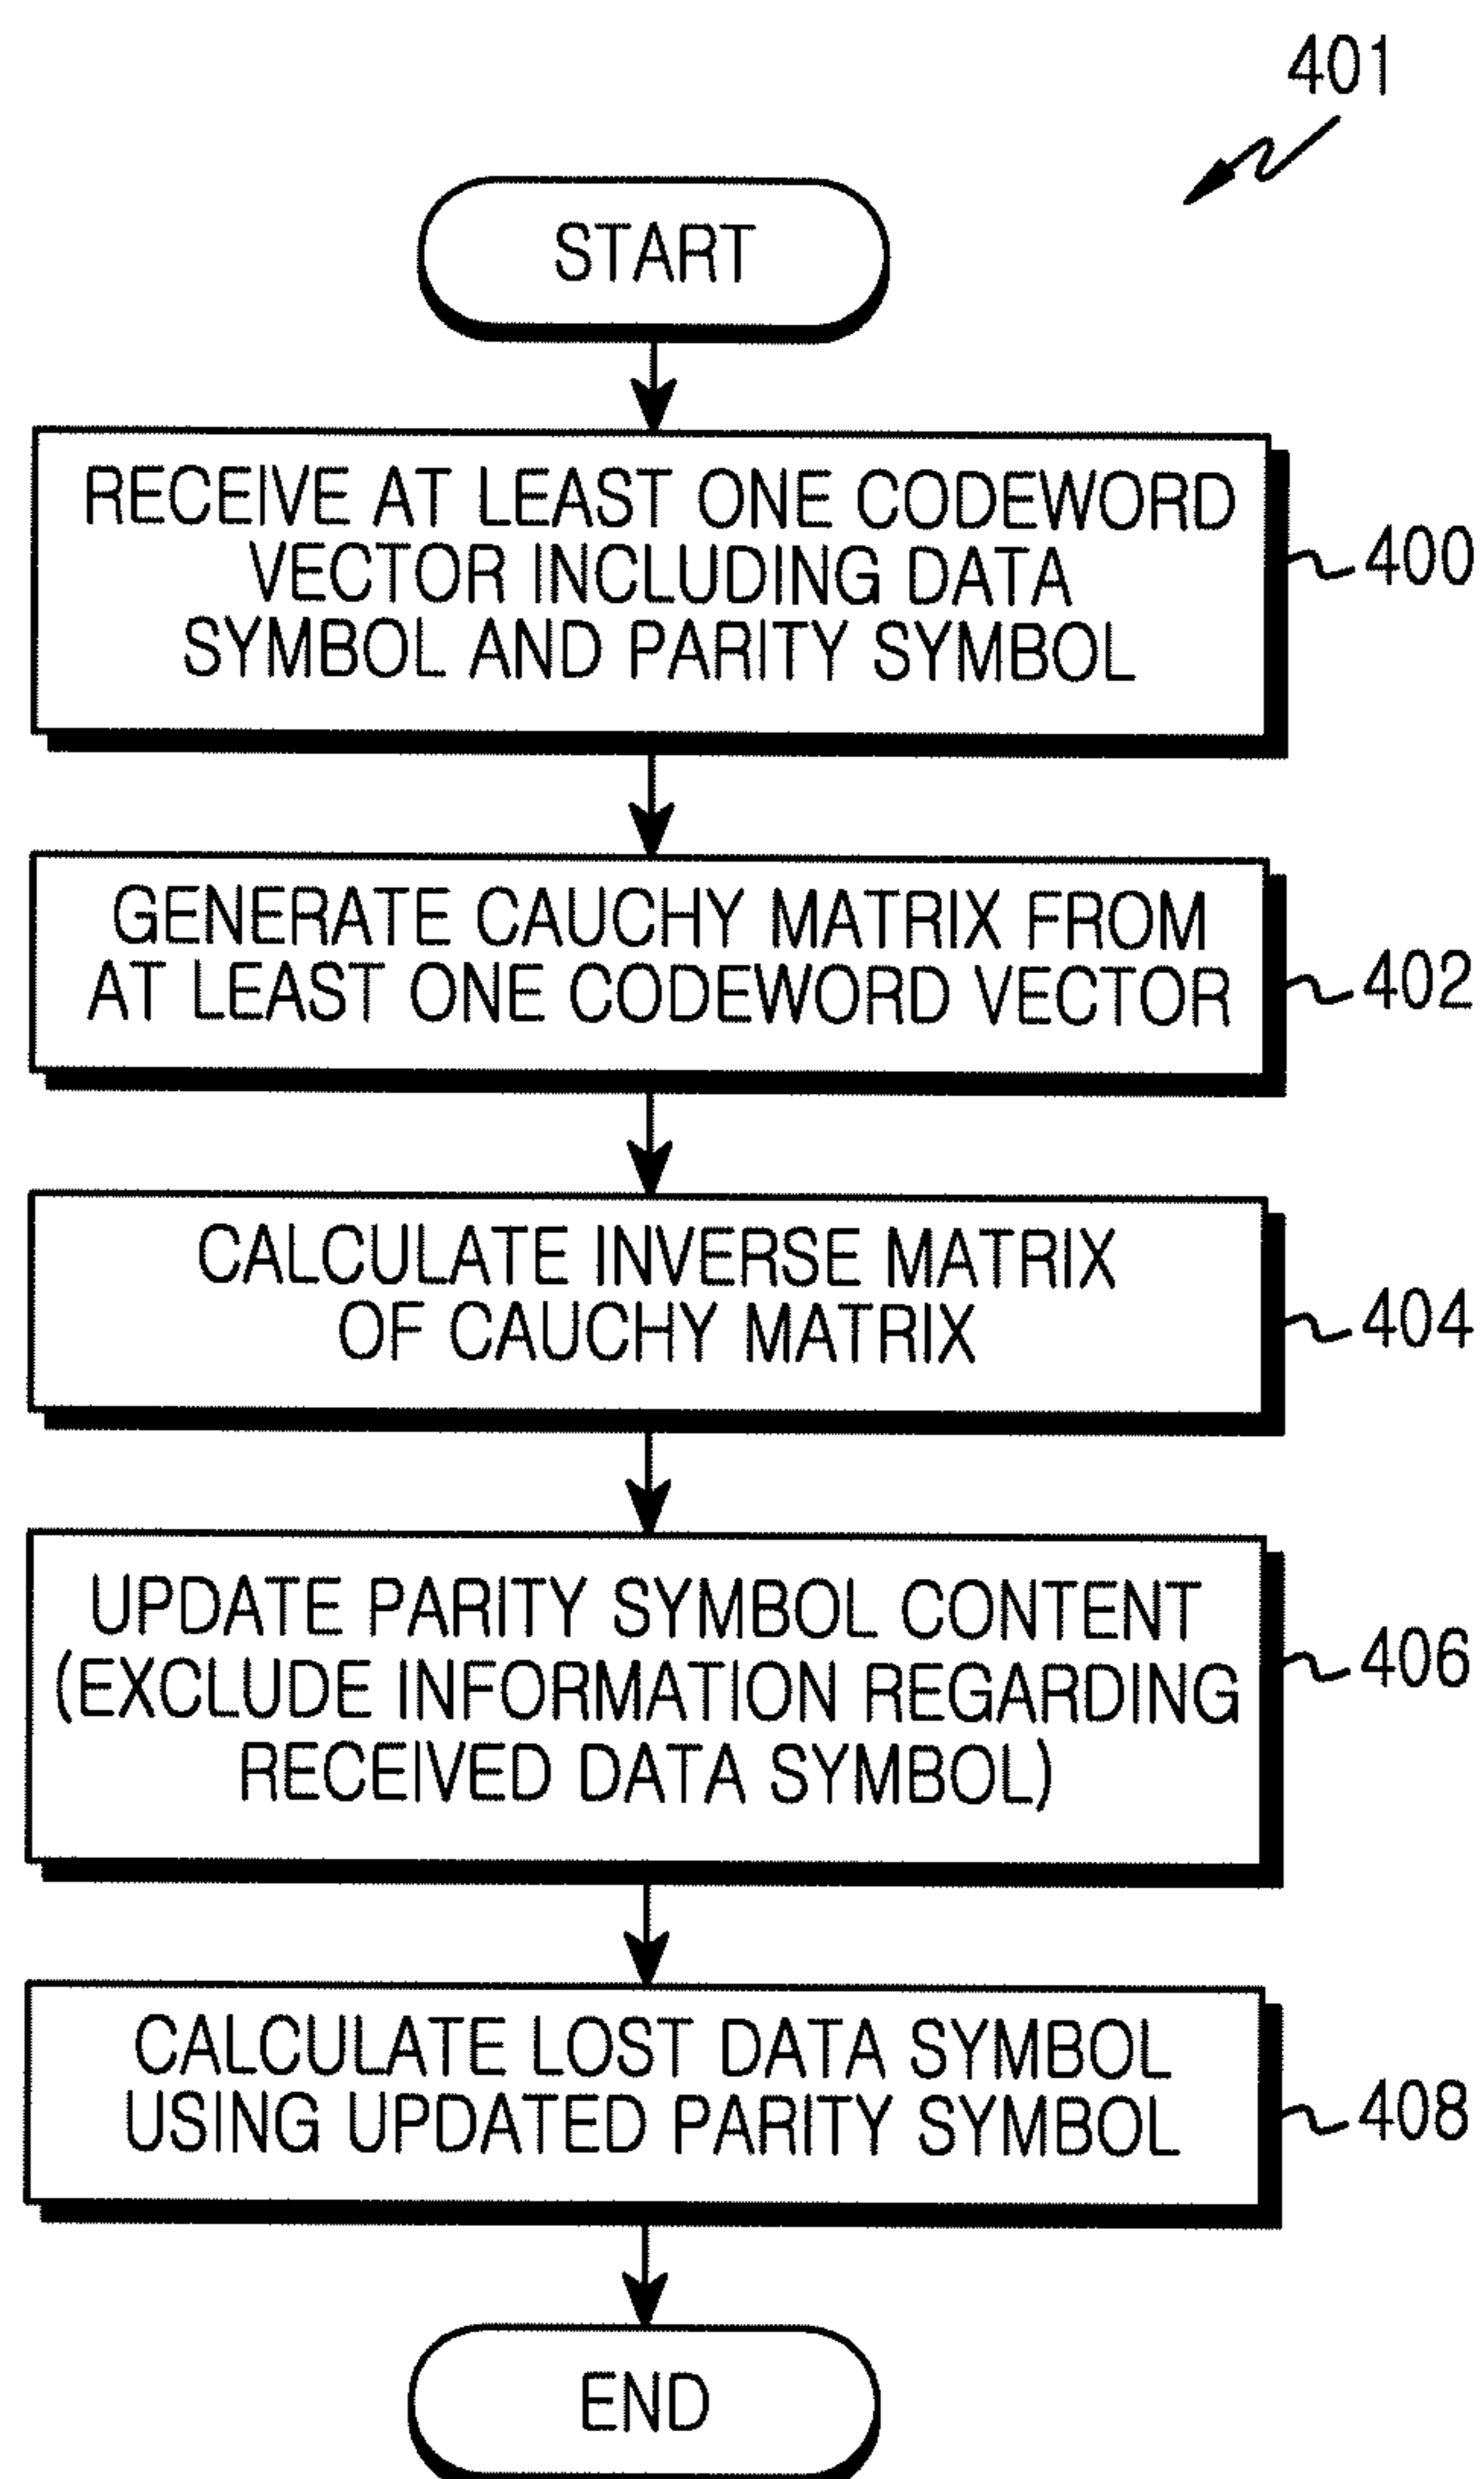 401
START
RECEIVE AT LEAST ONE CODEWORD
VECTOR INCLUDING DATA
SYMBOL AND PARITY SYMBOL
400
GENERATE CAUCHY MATRIX FROM
AT LEAST ONE CODEWORD VECTOR
402
CALCULATE INVERSE MATRIX
OF CAUCHY MATRIX
404
UPDATE PARITY SYMBOL CONTENT
(EXCLUDE INFORMATION REGARDING
RECEIVED DATA SYMBOL)
406
CALCULATE LOST DATA SYMBOL
USING UPDATED PARITY SYMBOL
408
END